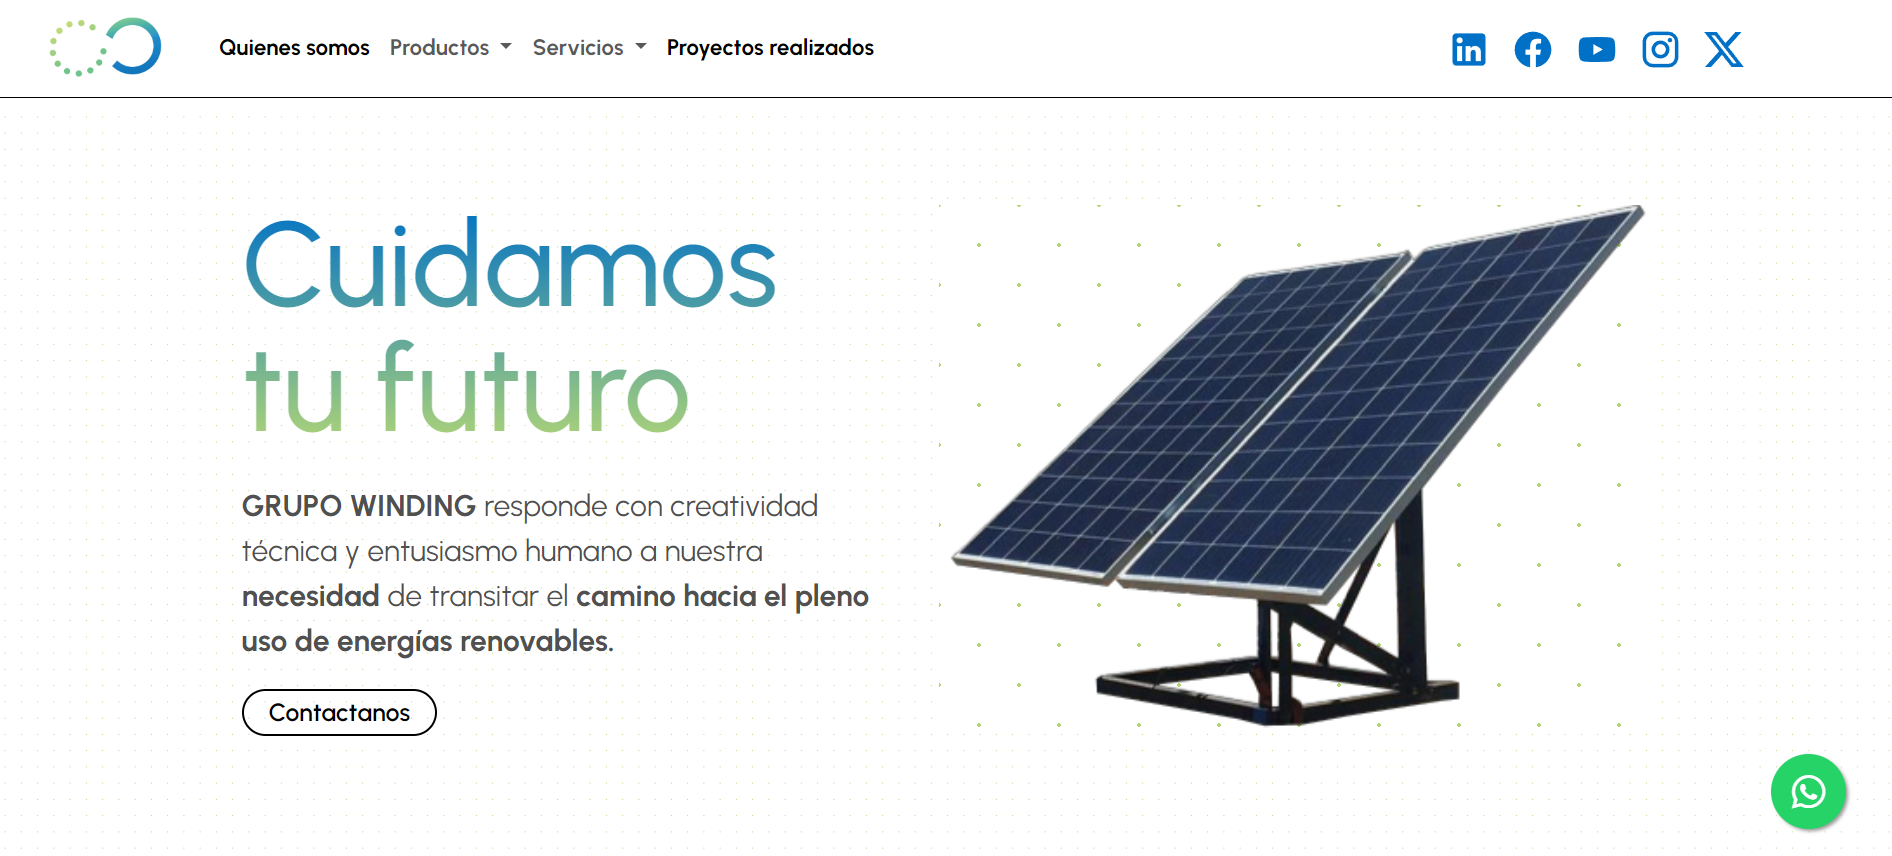 Quienes somos Productos Servicios Proyectos realizados
Cuidamos
tu futuro
GRUPO WINDING responde con creatividad
técnica y entusiasmo humano a nuestra
necesidad de transitar el camino hacia el pleno
uso de energías renovables.
Contactanos